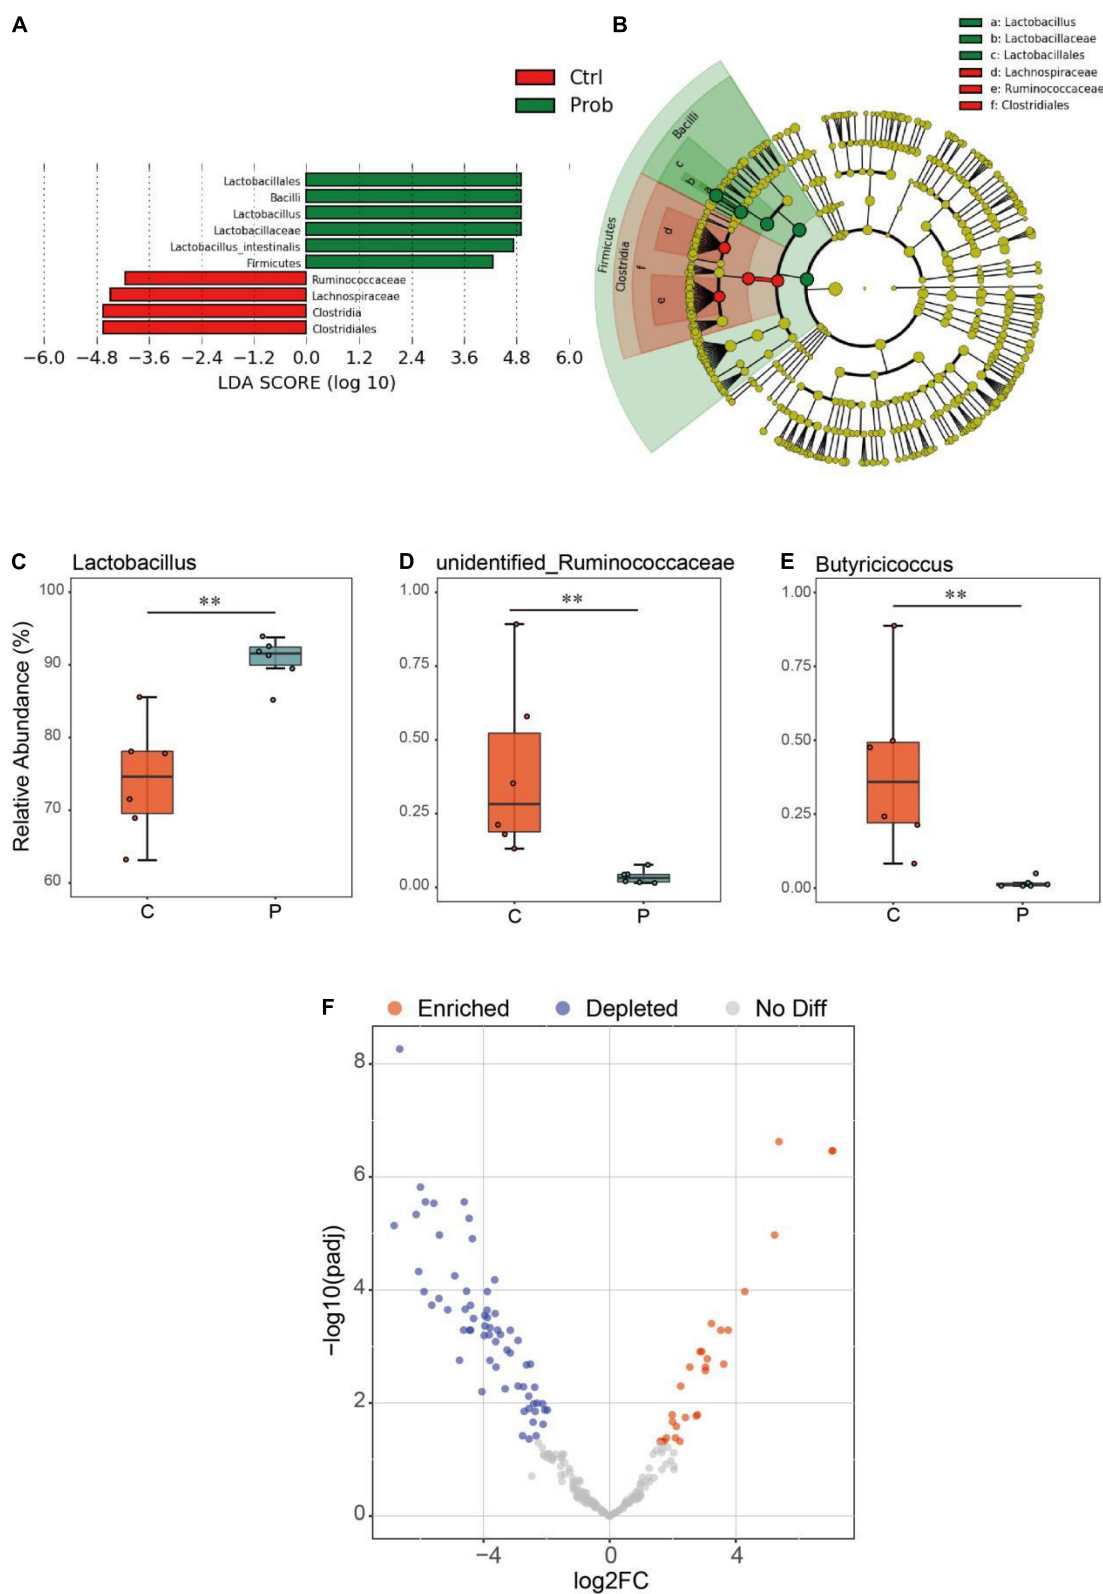 A
Ctrl
Prob
Lactobacillales
Bacilli
Lactobacillus
Lactobacillaceae
Lactobacillus_intestinalis
Firmicutes
Ruminococcaceae
Lachnospiraceae
Clostridia
Clostridiales
−6.0 −4.8 −3.6 −2.4 −1.2 0.0 1.2 2.4 3.6 4.8 6.0
LDA SCORE (log 10)
B
a: Lactobacillus
b: Lactobacillaceae
c: Lactobacillales
d: Lachnospiraceae
e: Ruminococcaceae
f: Clostridiales
Bacilli
c
b
a
Firmicutes
Clostridia
d
f
e
C Lactobacillus
Relative Abundance (%)
100
90
80
70
60
**
C P
D unidentified_Ruminococcaceae
1.00
0.75
0.50
0.25
0.00
**
C P
E Butyricicoccus
1.00
0.75
0.50
0.25
0.00
**
C P
F Enriched Depleted No Diff
−log10(padj)
8
6
4
2
0
−4 0 4
log2FC